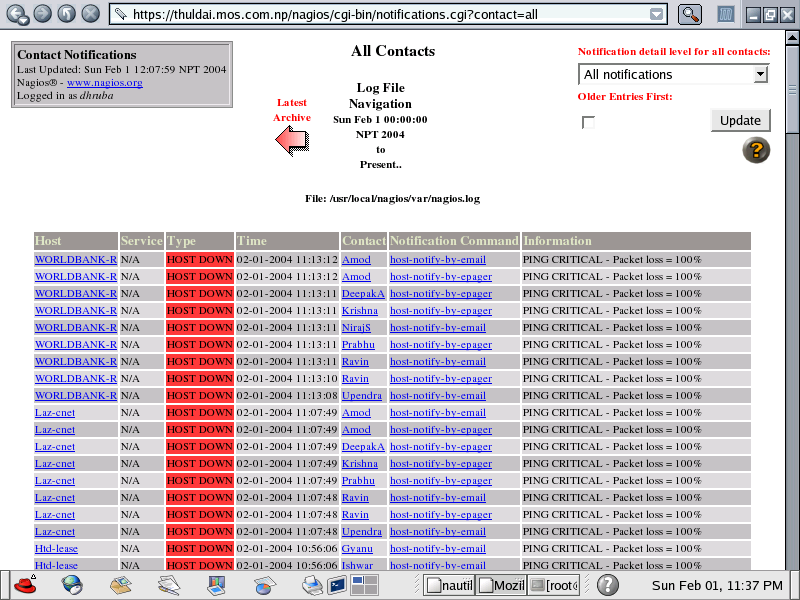 https://thuldai.mos.com.np/nagios/cgi-bin/notifications.cgi?contact=all
Contact Notifications
Last Updated: Sun Feb 1 12:07:59 NPT 2004
Nagios® - www.nagios.org
Logged in as dhruba
All Contacts
Latest
Archive
Log File
Navigation
Sun Feb 1 00:00:00
NPT 2004
to
Present..
File: /usr/local/nagios/var/nagios.log
Notification detail level for all contacts:
All notifications
Older Entries First:
Update
?
Host Service Type Time Contact Notification Command Information
WORLDBANK-R N/A HOST DOWN 02-01-2004 11:13:12 Amod host-notify-by-email PING CRITICAL - Packet loss = 100%
WORLDBANK-R N/A HOST DOWN 02-01-2004 11:13:12 Amod host-notify-by-epager PING CRITICAL - Packet loss = 100%
WORLDBANK-R N/A HOST DOWN 02-01-2004 11:13:11 DeepakA host-notify-by-epager PING CRITICAL - Packet loss = 100%
WORLDBANK-R N/A HOST DOWN 02-01-2004 11:13:11 Krishna host-notify-by-epager PING CRITICAL - Packet loss = 100%
WORLDBANK-R N/A HOST DOWN 02-01-2004 11:13:11 NirajS host-notify-by-email PING CRITICAL - Packet loss = 100%
WORLDBANK-R N/A HOST DOWN 02-01-2004 11:13:11 Prabhu host-notify-by-epager PING CRITICAL - Packet loss = 100%
WORLDBANK-R N/A HOST DOWN 02-01-2004 11:13:11 Ravin host-notify-by-email PING CRITICAL - Packet loss = 100%
WORLDBANK-R N/A HOST DOWN 02-01-2004 11:13:10 Ravin host-notify-by-epager PING CRITICAL - Packet loss = 100%
WORLDBANK-R N/A HOST DOWN 02-01-2004 11:13:08 Upendra host-notify-by-email PING CRITICAL - Packet loss = 100%
Laz-cnet N/A HOST DOWN 02-01-2004 11:07:49 Amod host-notify-by-email PING CRITICAL - Packet loss = 100%
Laz-cnet N/A HOST DOWN 02-01-2004 11:07:49 Amod host-notify-by-epager PING CRITICAL - Packet loss = 100%
Laz-cnet N/A HOST DOWN 02-01-2004 11:07:49 DeepakA host-notify-by-epager PING CRITICAL - Packet loss = 100%
Laz-cnet N/A HOST DOWN 02-01-2004 11:07:49 Krishna host-notify-by-epager PING CRITICAL - Packet loss = 100%
Laz-cnet N/A HOST DOWN 02-01-2004 11:07:49 Prabhu host-notify-by-epager PING CRITICAL - Packet loss = 100%
Laz-cnet N/A HOST DOWN 02-01-2004 11:07:48 Ravin host-notify-by-email PING CRITICAL - Packet loss = 100%
Laz-cnet N/A HOST DOWN 02-01-2004 11:07:48 Ravin host-notify-by-epager PING CRITICAL - Packet loss = 100%
Laz-cnet N/A HOST DOWN 02-01-2004 11:07:48 Upendra host-notify-by-email PING CRITICAL - Packet loss = 100%
Htd-lease N/A HOST DOWN 02-01-2004 10:56:06 Gyanu host-notify-by-email PING CRITICAL - Packet loss = 100%
Htd-lease N/A HOST DOWN 02-01-2004 10:56:06 Ishwar host-notify-by-email PING CRITICAL - Packet loss = 100%
nautil Mozil [root@ ? Sun Feb 01, 11:37 PM